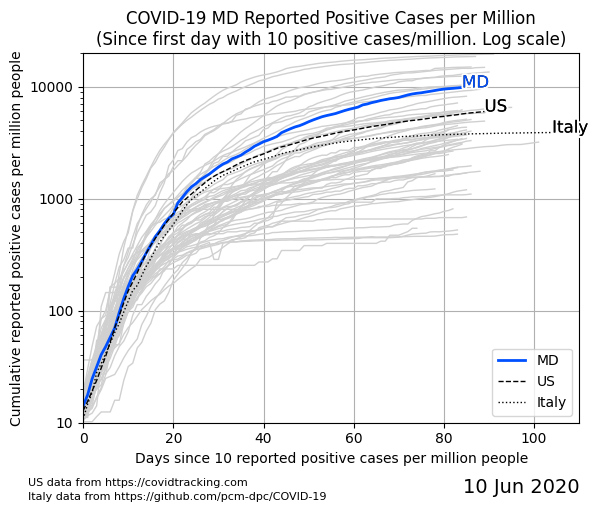 COVID-19 MD Reported Positive Cases per Million
(Since first day with 10 positive cases/million. Log scale)
Cumulative reported positive cases per million people
10000
1000
100
10
MD
US
Italy
MD
US
Italy
0 20 40 60 80 100
Days since 10 reported positive cases per million people
US data from https://covidtracking.com
Italy data from https://github.com/pcm-dpc/COVID-19
10 Jun 2020